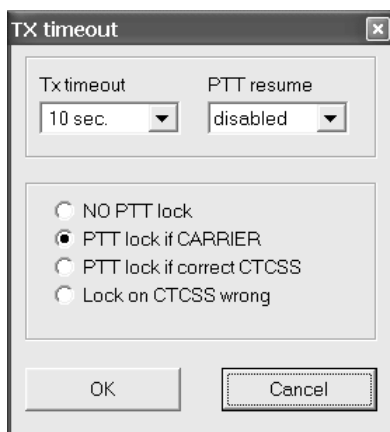 TX timeout
Tx timeout PTT resume
10 sec. disabled
NO PTT lock
PTT lock if CARRIER
PTT lock if correct CTCSS
Lock on CTCSS wrong
OK Cancel